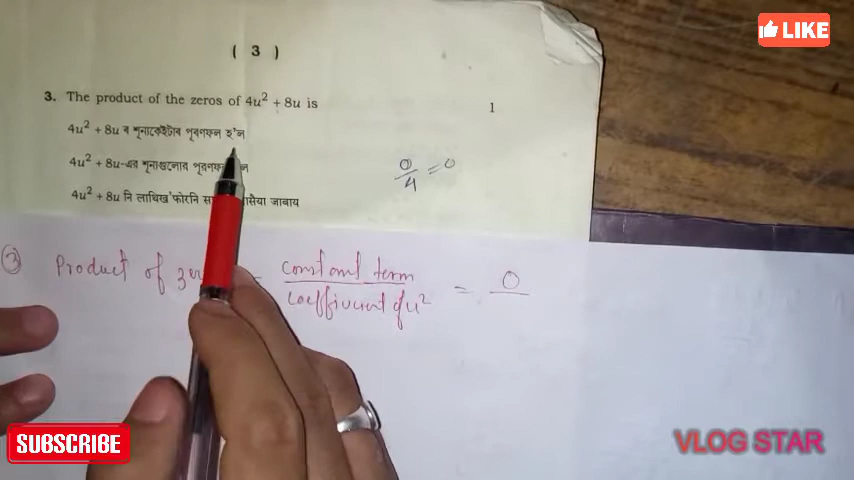 LIKE
( 3 )
3. The product of the zeros of 4u² + 8u is 1
4u² + 8u ৰ শূন্যকেইটাৰ পূৰণফল হ'ল
4u² + 8u-এর শূন্যগুলোর পূরণফল
4u² + 8u नि लाथिख'फोरनि जाबाय
0/4 = 0
③ Product of = constant term / coefficient of u² = 0
SUBSCRIBE
VLOG STAR